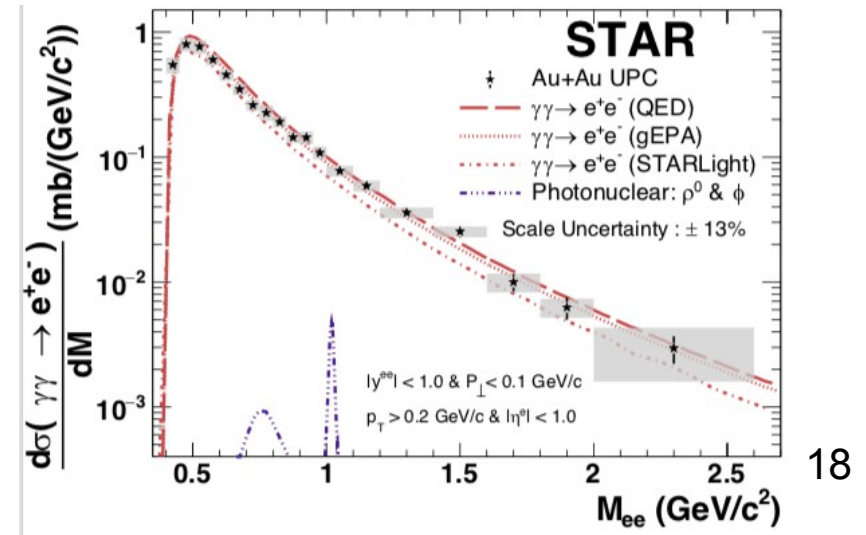 STAR
Au+Au UPC
γγ→ e⁺e⁻ (QED)
γγ→ e⁺e⁻ (gEPA)
γγ→ e⁺e⁻ (STARLight)
Photonuclear: ρ⁰ & ϕ
Scale Uncertainty : ± 13%
dσ( γγ → e⁺e⁻)/dM (mb/(GeV/c²))
1
10⁻¹
10⁻²
10⁻³
|yᵉᵉ| < 1.0 & P⊥< 0.1 GeV/c
p_T > 0.2 GeV/c & |ηᵉ| < 1.0
0.5 1 1.5 2 2.5
M_ee (GeV/c²)
18